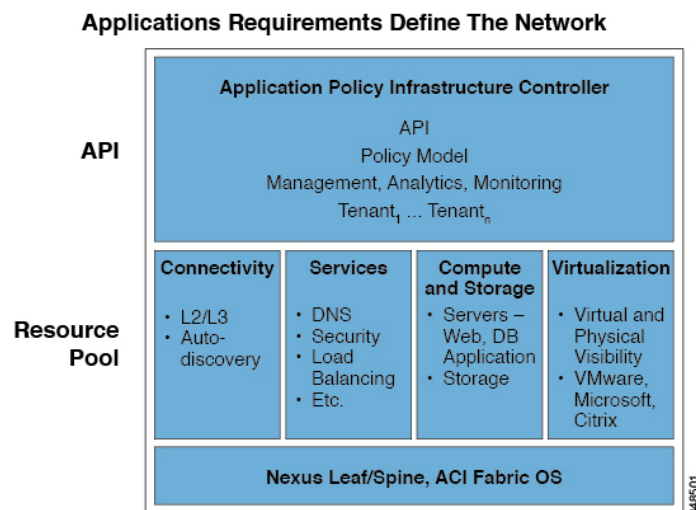 Applications Requirements Define The Network
API
Application Policy Infrastructure Controller
API
Policy Model
Management, Analytics, Monitoring
Tenant1 ... Tenantn
Resource
Pool
Connectivity
• L2/L3
• Auto-
discovery
Services
• DNS
• Security
• Load
Balancing
• Etc.
Compute
and Storage
• Servers –
Web, DB
Application
• Storage
Virtualization
• Virtual and
Physical
Visibility
• VMware,
Microsoft,
Citrix
Nexus Leaf/Spine, ACI Fabric OS